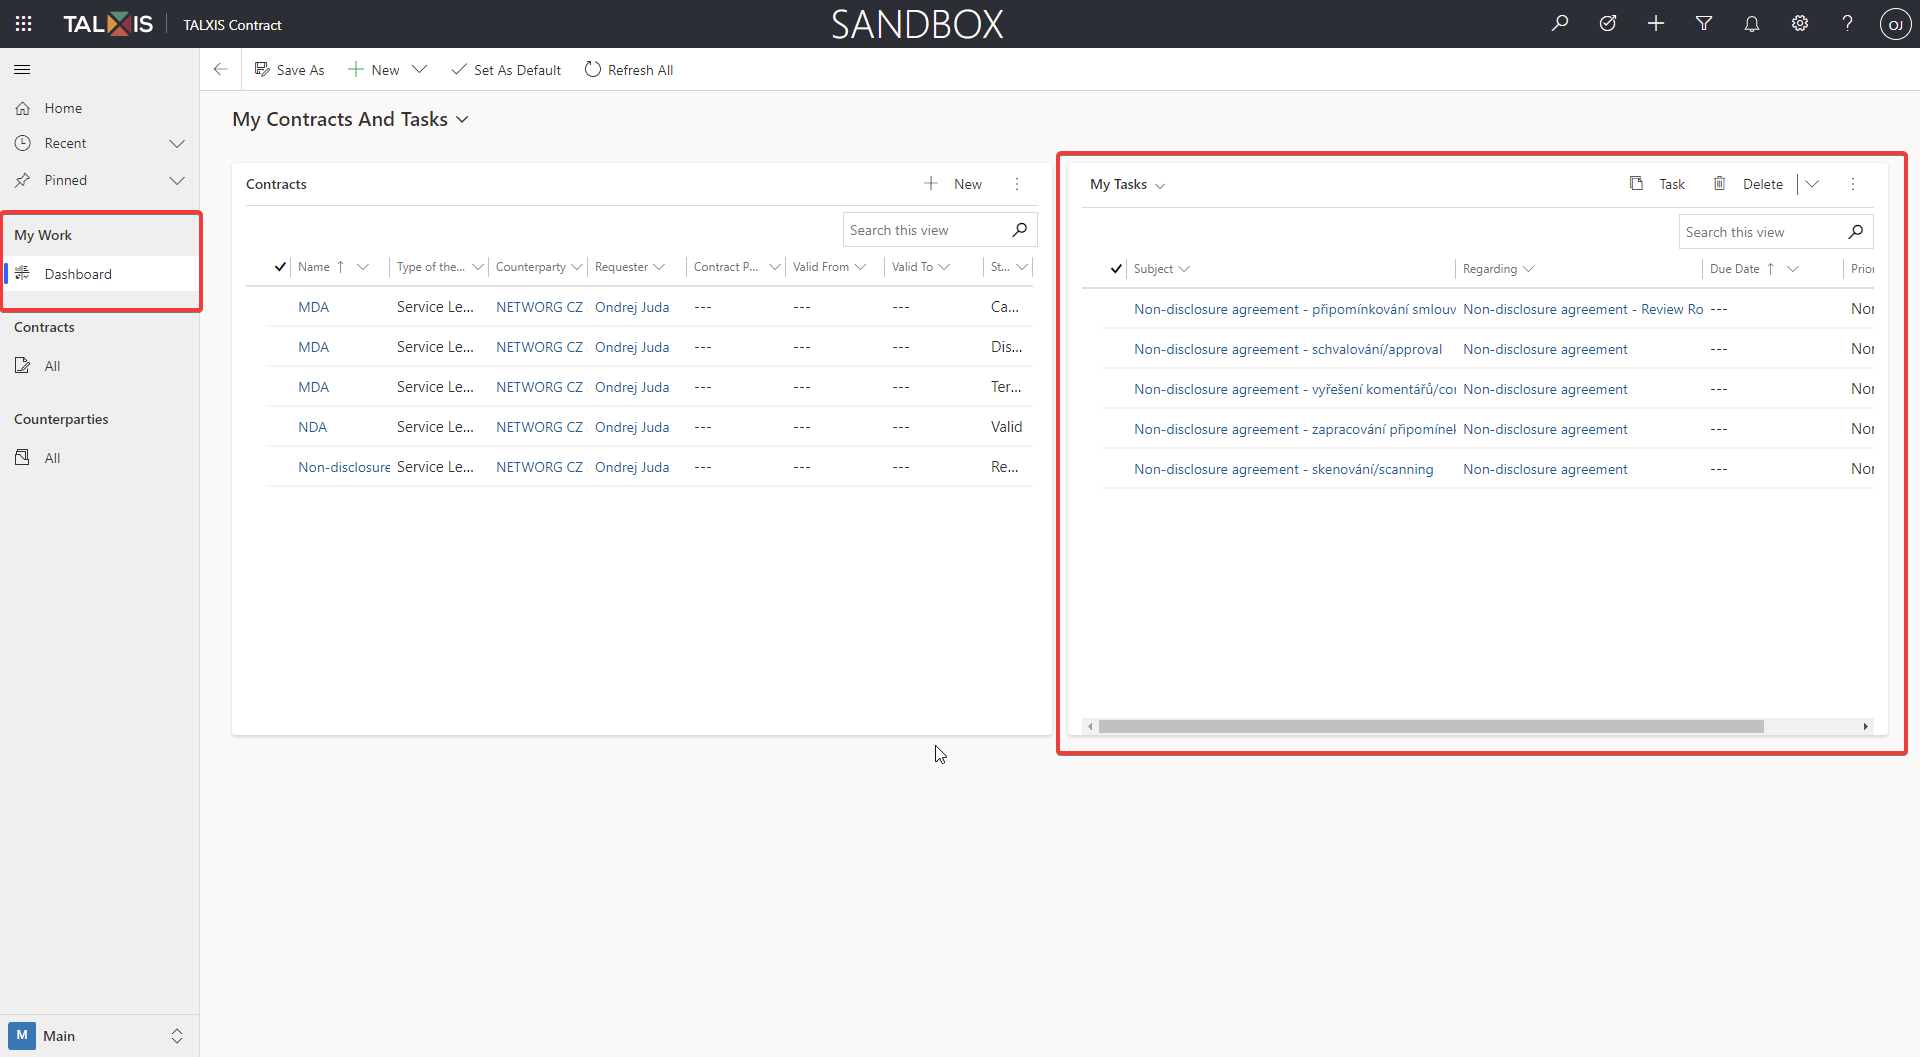 TALXIS TALXIS Contract SANDBOX OJ
Save As New Set As Default Refresh All
Home
Recent
Pinned
My Work
Dashboard
Contracts
All
Counterparties
All
M Main
My Contracts And Tasks
Contracts New
Search this view
Name Type of the... Counterparty Requester Contract P... Valid From Valid To St...
MDA Service Le... NETWORG CZ Ondrej Juda --- --- --- Ca...
MDA Service Le... NETWORG CZ Ondrej Juda --- --- --- Dis...
MDA Service Le... NETWORG CZ Ondrej Juda --- --- --- Ter...
NDA Service Le... NETWORG CZ Ondrej Juda --- --- --- Valid
Non-disclosure Service Le... NETWORG CZ Ondrej Juda --- --- --- Re...
My Tasks Task Delete
Search this view
Subject Regarding Due Date Prior
Non-disclosure agreement - připomínkování smlouv Non-disclosure agreement - Review Ro --- Nor
Non-disclosure agreement - schvalování/approval Non-disclosure agreement --- Nor
Non-disclosure agreement - vyřešení komentářů/cor Non-disclosure agreement --- Nor
Non-disclosure agreement - zapracování připomínek Non-disclosure agreement --- Nor
Non-disclosure agreement - skenování/scanning Non-disclosure agreement --- Nor